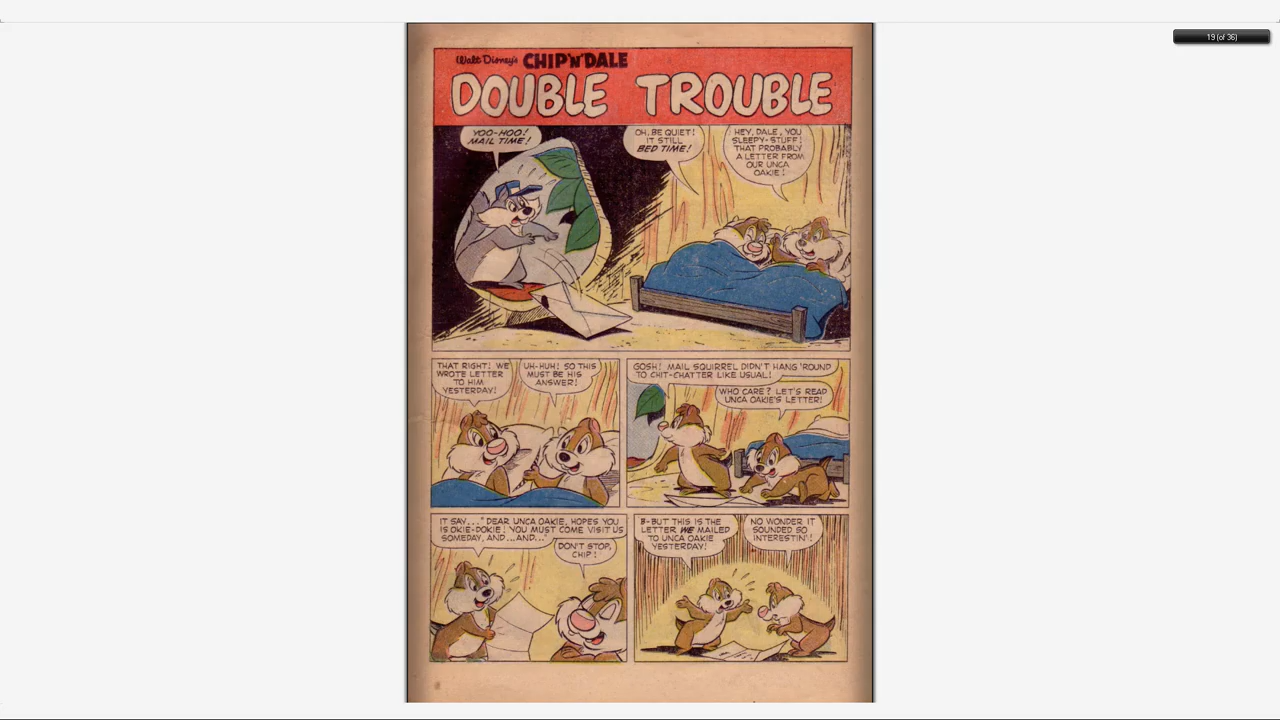 19 (of 36)
Walt Disney's CHIP 'N' DALE
DOUBLE TROUBLE
YOO-HOO!
MAIL TIME!
OH, BE QUIET!
IT STILL
BED TIME!
HEY, DALE, YOU
SLEEPY-STUFF!
THAT PROBABLY
A LETTER FROM
OUR UNCA
OAKIE!
THAT RIGHT! WE
WROTE LETTER
TO HIM
YESTERDAY!
UH-HUH! SO THIS
MUST BE HIS
ANSWER!
GOSH! MAIL SQUIRREL DIDN'T HANG 'ROUND
TO CHIT-CHATTER LIKE USUAL!
WHO CARE? LET'S READ
UNCA OAKIE'S LETTER!
IT SAY... "DEAR UNCA OAKIE, HOPES YOU
IS OKIE-DOKIE! YOU MUST COME VISIT US
SOMEDAY, AND...AND..."
DON'T STOP,
CHIP!
B-BUT THIS IS THE
LETTER WE MAILED
TO UNCA OAKIE
YESTERDAY!
NO WONDER IT
SOUNDED SO
INTERESTIN'!